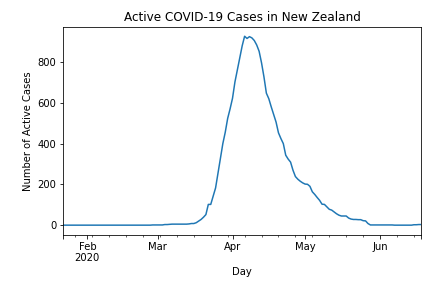 Active COVID-19 Cases in New Zealand
Number of Active Cases
800
600
400
200
0
Feb Mar Apr May Jun
2020
Day